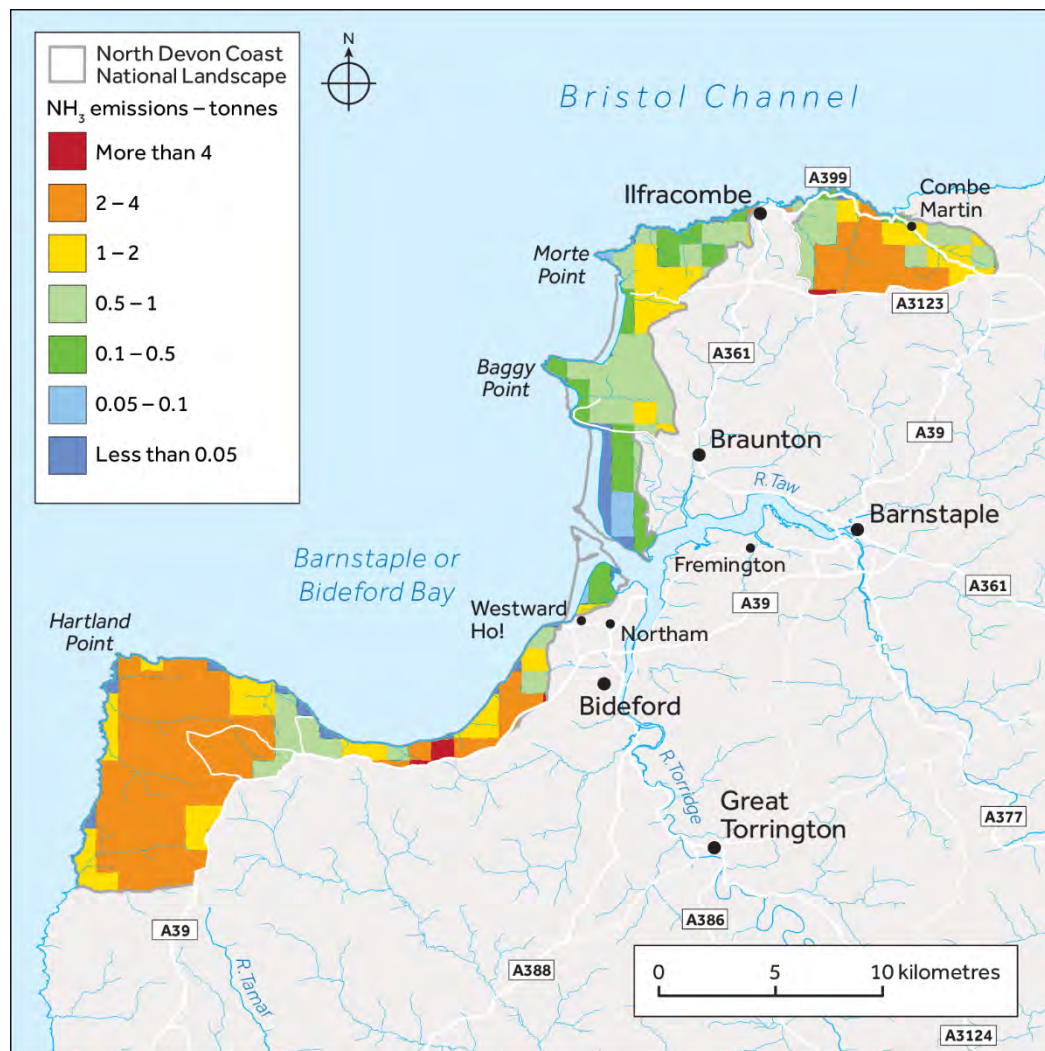 North Devon Coast
National Landscape
NH₃ emissions – tonnes
More than 4
2 – 4
1 – 2
0.5 – 1
0.1 – 0.5
0.05 – 0.1
Less than 0.05
N
Bristol Channel
A399
Ilfracombe
Combe
Martin
Morte
Point
A3123
A361
Baggy
Point
A39
Braunton
R. Taw
Barnstaple
Barnstaple or
Bideford Bay
Fremington
A361
A39
Westward
Ho!
Northam
Hartland
Point
Bideford
R. Torridge
Great
Torrington
A377
A386
A39
R. Tamar
A388
0 5 10 kilometres
A3124